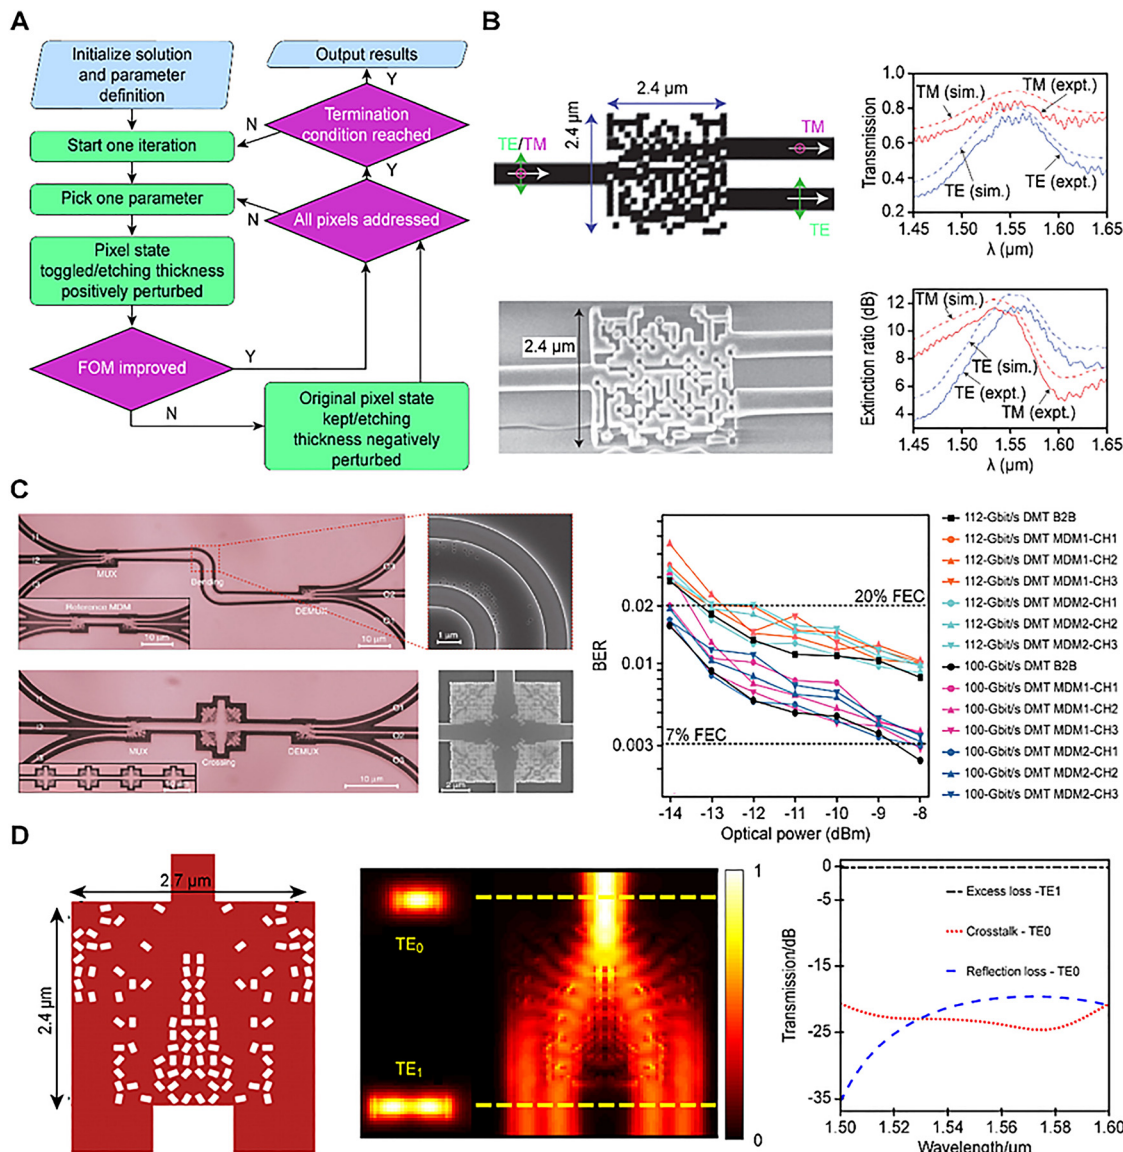 A
Initialize solution
and parameter
definition
Output results
Y
Termination
condition reached
N
Start one iteration
Y
Pick one parameter
N
All pixels addressed
Pixel state
toggled/etching thickness
positively perturbed
FOM improved
Y
N
Original pixel state
kept/etching
thickness negatively
perturbed
B
2.4 μm
2.4 μm
TE/TM
TM
TE
2.4 μm
Transmission
1.0
0.8
0.6
0.4
0.2
TM (sim.)
TM (expt.)
TE (sim.)
TE (expt.)
1.45 1.50 1.55 1.60 1.65
λ (μm)
Extinction ratio (dB)
12
10
8
6
4
TM (sim.)
TE (sim.)
TE (expt.)
TM (expt.)
1.45 1.50 1.55 1.60 1.65
λ (μm)
C
I1
I2
I3
MUX
Bending
DEMUX
O3
O2
O1
Reference MDM
10 μm
10 μm
1 μm
I3
MUX
Crossing
DEMUX
O1
O3
10 μm
2 μm
BER
0.02
0.01
0.003
20% FEC
7% FEC
-14 -13 -12 -11 -10 -9 -8
Optical power (dBm)
112-Gbit/s DMT B2B
112-Gbit/s DMT MDM1-CH1
112-Gbit/s DMT MDM1-CH2
112-Gbit/s DMT MDM1-CH3
112-Gbit/s DMT MDM2-CH1
112-Gbit/s DMT MDM2-CH2
112-Gbit/s DMT MDM2-CH3
100-Gbit/s DMT B2B
100-Gbit/s DMT MDM1-CH1
100-Gbit/s DMT MDM1-CH2
100-Gbit/s DMT MDM1-CH3
100-Gbit/s DMT MDM2-CH1
100-Gbit/s DMT MDM2-CH2
100-Gbit/s DMT MDM2-CH3
D
2.7 μm
2.4 μm
TE0
TE1
1
0
Transmission/dB
0
-5
-15
-25
-35
Excess loss -TE1
Crosstalk - TE0
Reflection loss - TE0
1.50 1.52 1.54 1.56 1.58 1.60
Wavelength/um